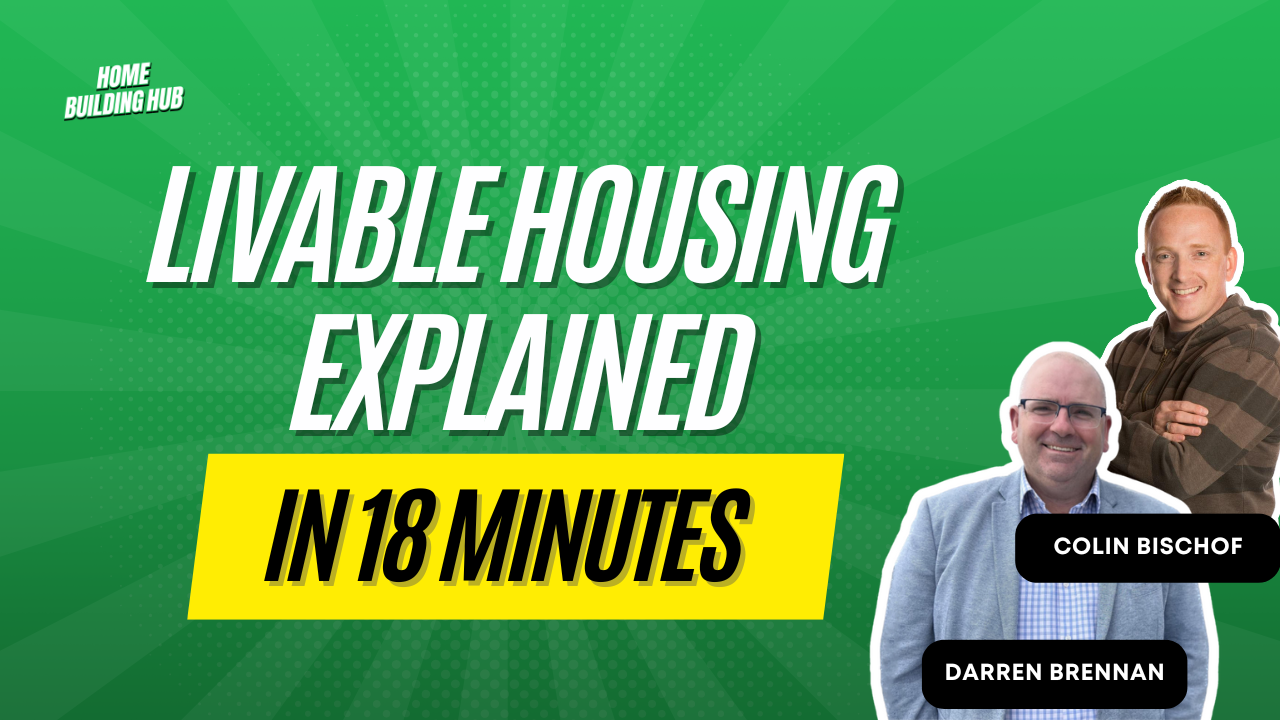 HOME
BUILDING HUB
LIVABLE HOUSING
EXPLAINED
IN 18 MINUTES
COLIN BISCHOF
DARREN BRENNAN